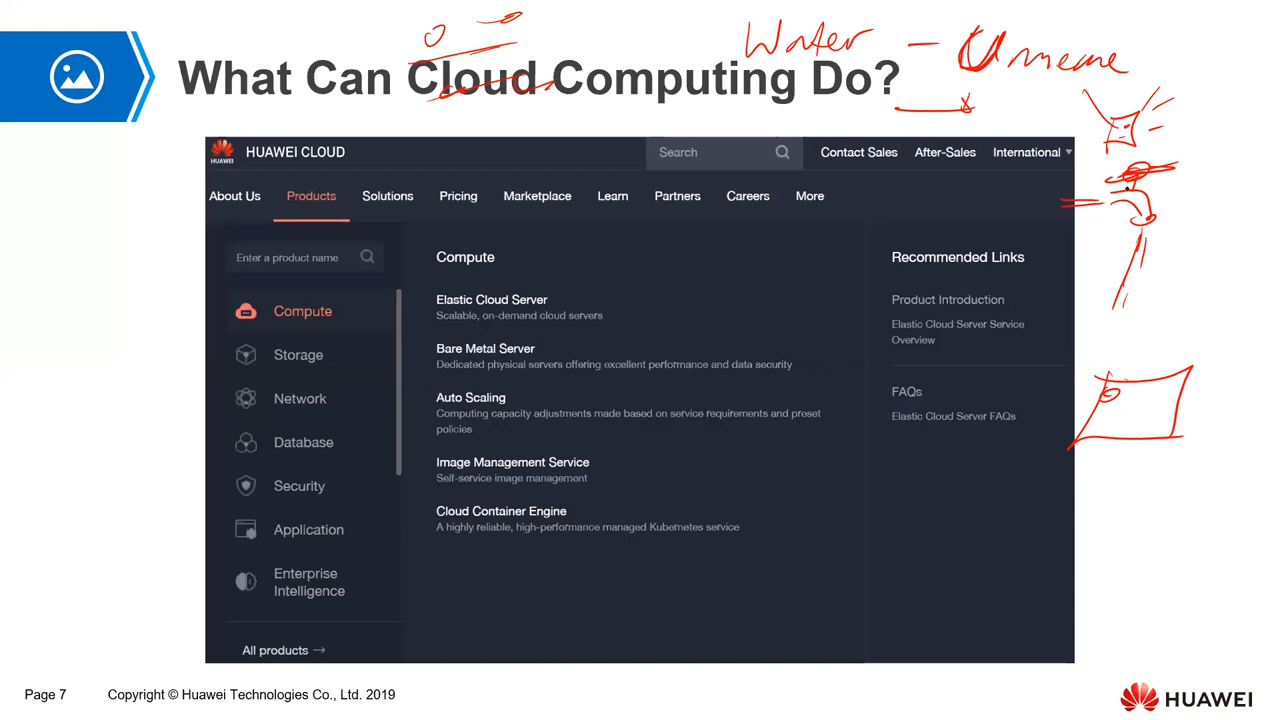 Water -
What Can Cloud Computing Do?
HUAWEI
HUAWEI CLOUD
Search
Contact Sales
After-Sales
International
About Us
Products
Solutions
Pricing
Marketplace
Learn
Partners
Careers
More
Enter a product name
Compute
Storage
Network
Database
Security
Application
Enterprise
Intelligence
All products →
Compute
Elastic Cloud Server
Scalable, on-demand cloud servers
Bare Metal Server
Dedicated physical servers offering excellent performance and data security
Auto Scaling
Computing capacity adjustments made based on service requirements and preset
policies
Image Management Service
Self-service image management
Cloud Container Engine
A highly reliable, high-performance managed Kubernetes service
Recommended Links
Product Introduction
Elastic Cloud Server Service
Overview
FAQs
Elastic Cloud Server FAQs
Page 7
Copyright © Huawei Technologies Co., Ltd. 2019
HUAWEI